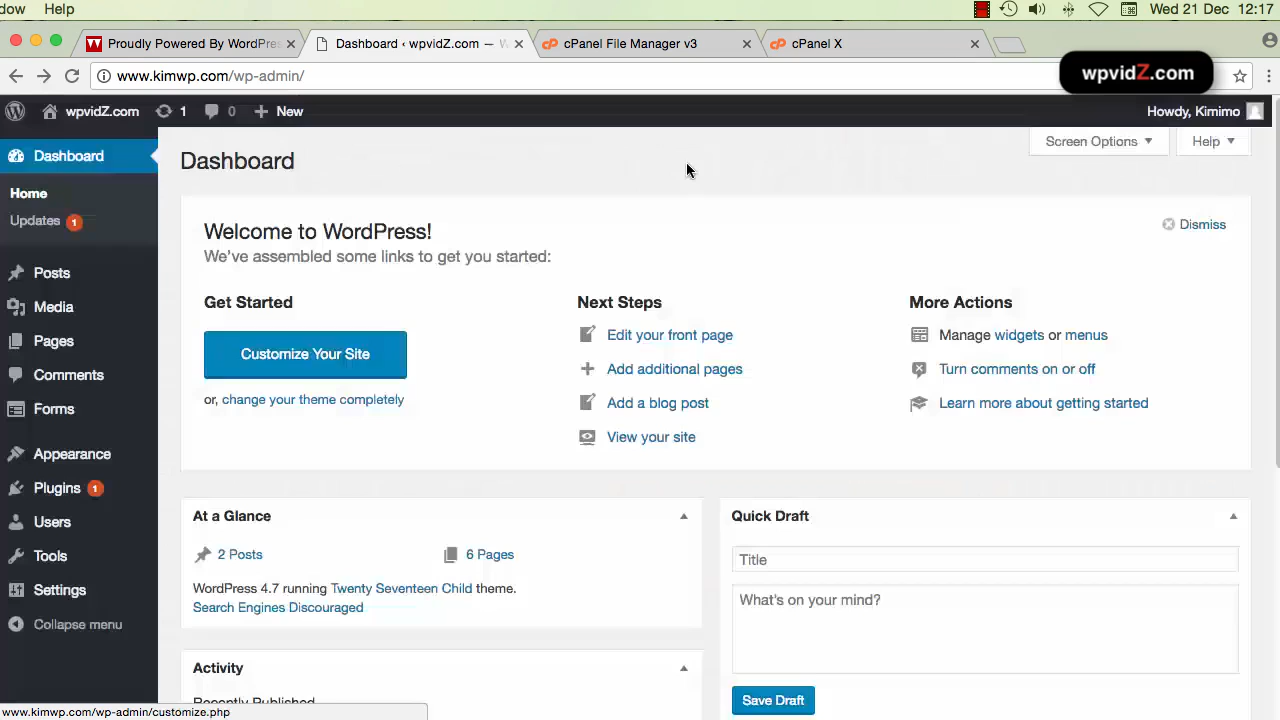 dow Help Wed 21 Dec 12:17
Proudly Powered By WordPre
Dashboard ‹ wpvidZ.com — W
cPanel File Manager v3
cPanel X
www.kimwp.com/wp-admin/
wpvidZ.com
wpvidZ.com 1 0 New Howdy, Kimimo
Dashboard
Home
Updates 1
Posts
Media
Pages
Comments
Forms
Appearance
Plugins 1
Users
Tools
Settings
Collapse menu
Screen Options Help
Dashboard
Welcome to WordPress!
Dismiss
We've assembled some links to get you started:
Get Started
Customize Your Site
or, change your theme completely
Next Steps
Edit your front page
Add additional pages
Add a blog post
View your site
More Actions
Manage widgets or menus
Turn comments on or off
Learn more about getting started
At a Glance
2 Posts 6 Pages
WordPress 4.7 running Twenty Seventeen Child theme.
Search Engines Discouraged
Activity
Recently Published
Quick Draft
Title
What's on your mind?
Save Draft
www.kimwp.com/wp-admin/customize.php